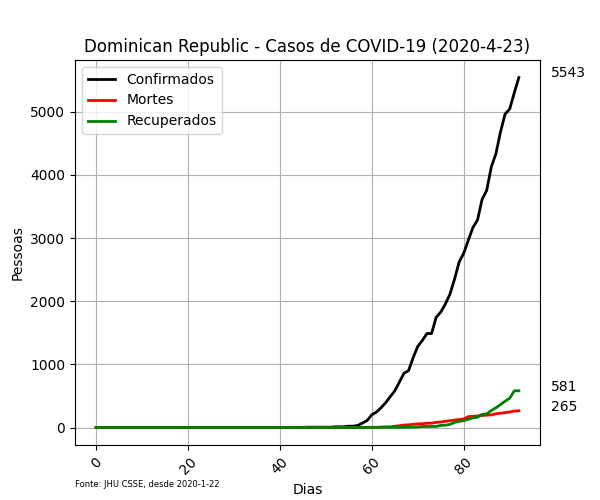 Dominican Republic - Casos de COVID-19 (2020-4-23)
Confirmados
Mortes
Recuperados
5543
581
265
5000
4000
3000
2000
1000
0
Pessoas
0
20
40
60
80
Dias
Fonte: JHU CSSE, desde 2020-1-22